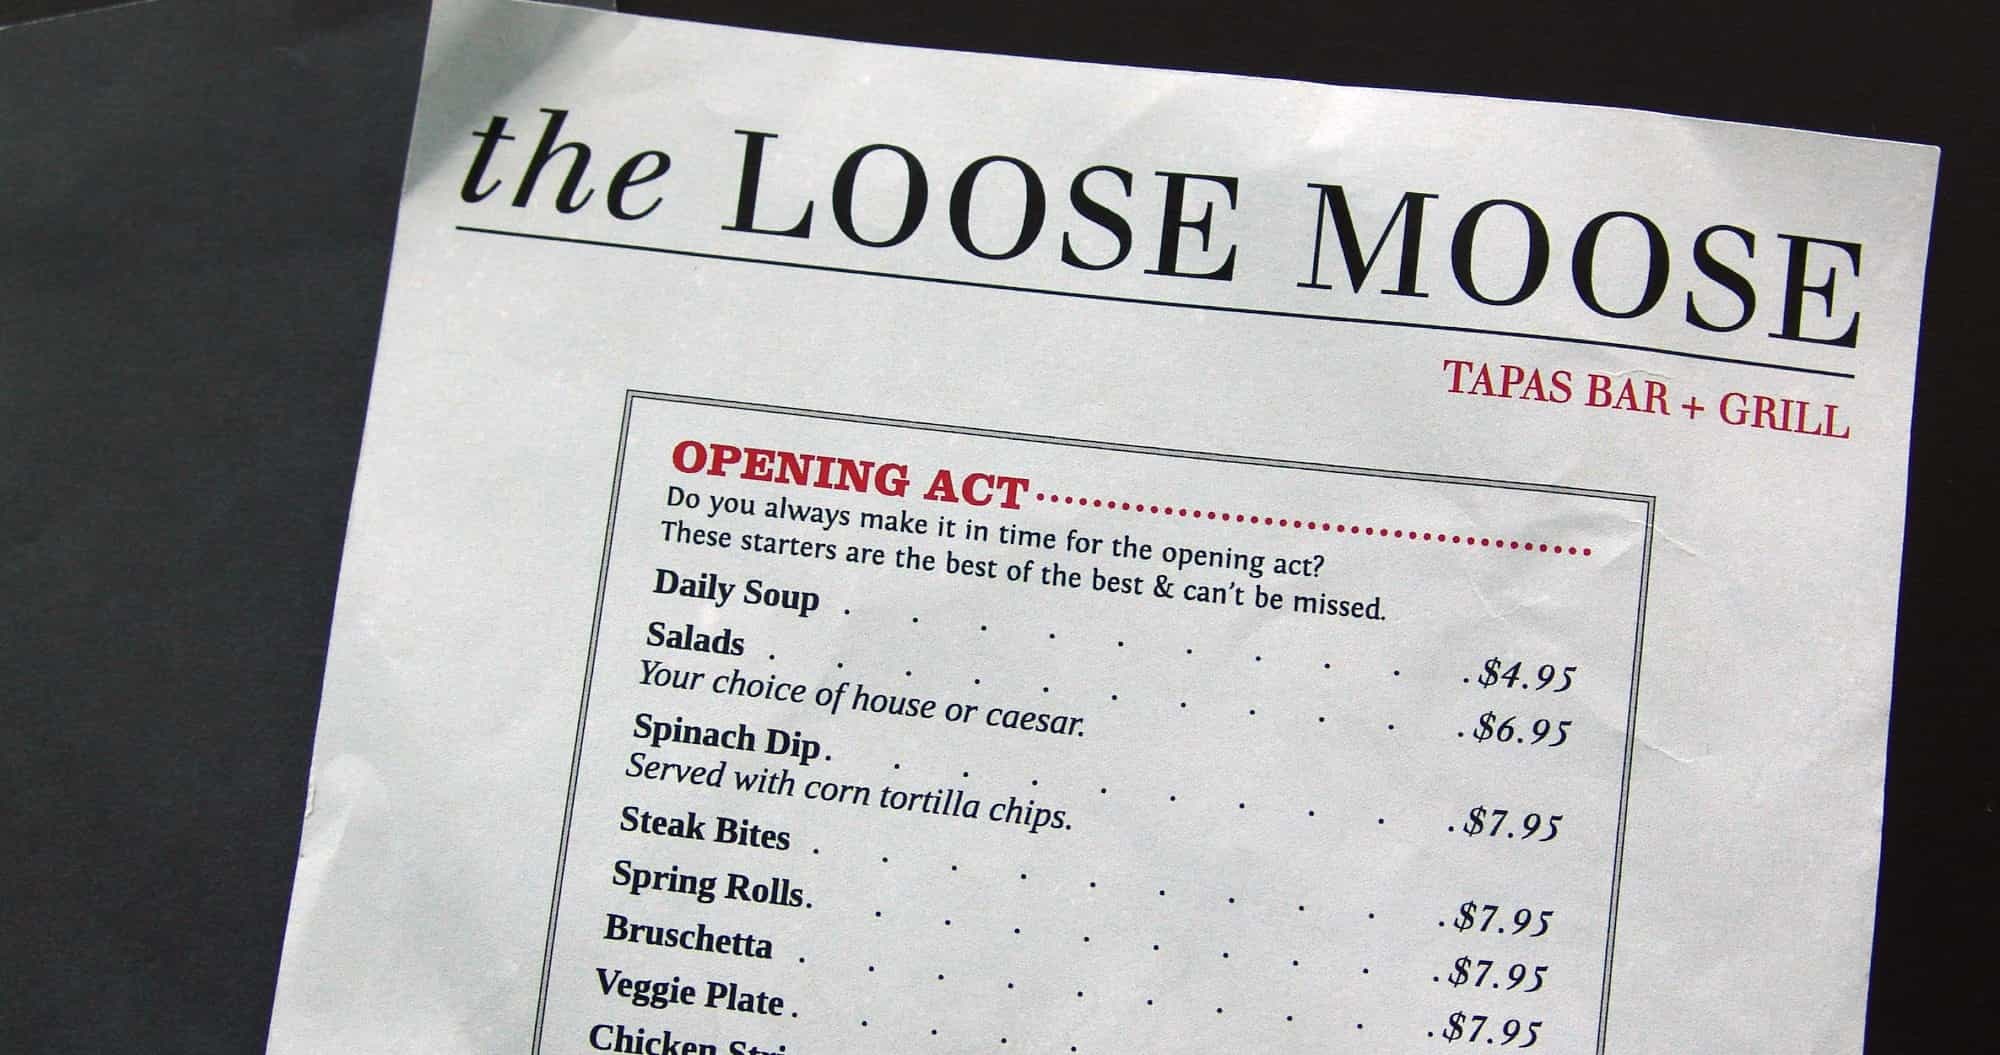 the LOOSE MOOSE
TAPAS BAR + GRILL
OPENING ACT
Do you always make it in time for the opening act?
These starters are the best of the best & can't be missed.
Daily Soup . . . . . . . . . . $4.95
Salads . . . . . . . . . . . $6.95
Your choice of house or caesar.
Spinach Dip . . . . . . . . . . $7.95
Served with corn tortilla chips.
Steak Bites . . . . . . . . . . $7.95
Spring Rolls . . . . . . . . . . $7.95
Bruschetta . . . . . . . . . . $7.95
Veggie Plate . . . . .
Chicken